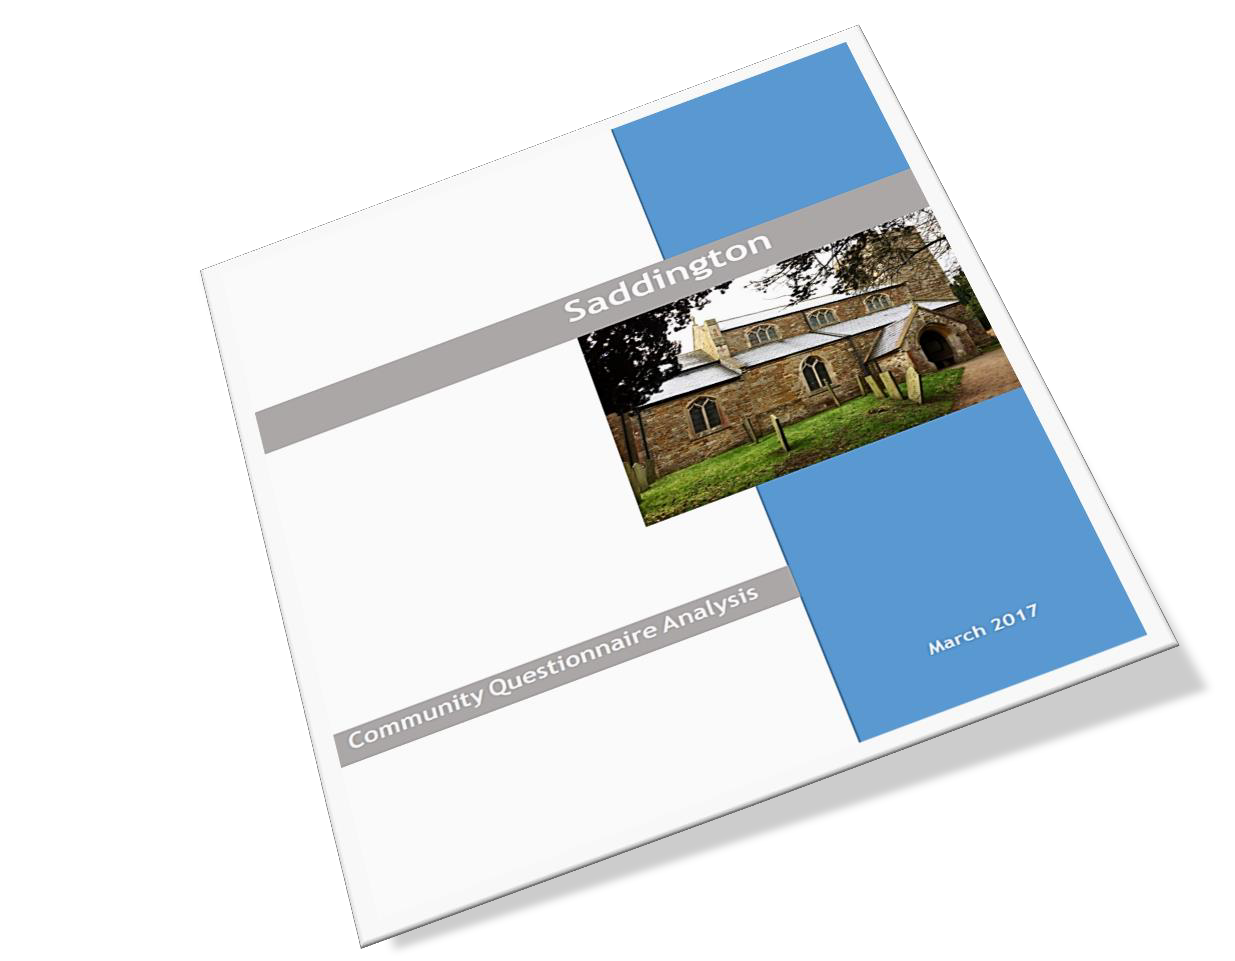 Saddington
Community Questionnaire Analysis
March 2017